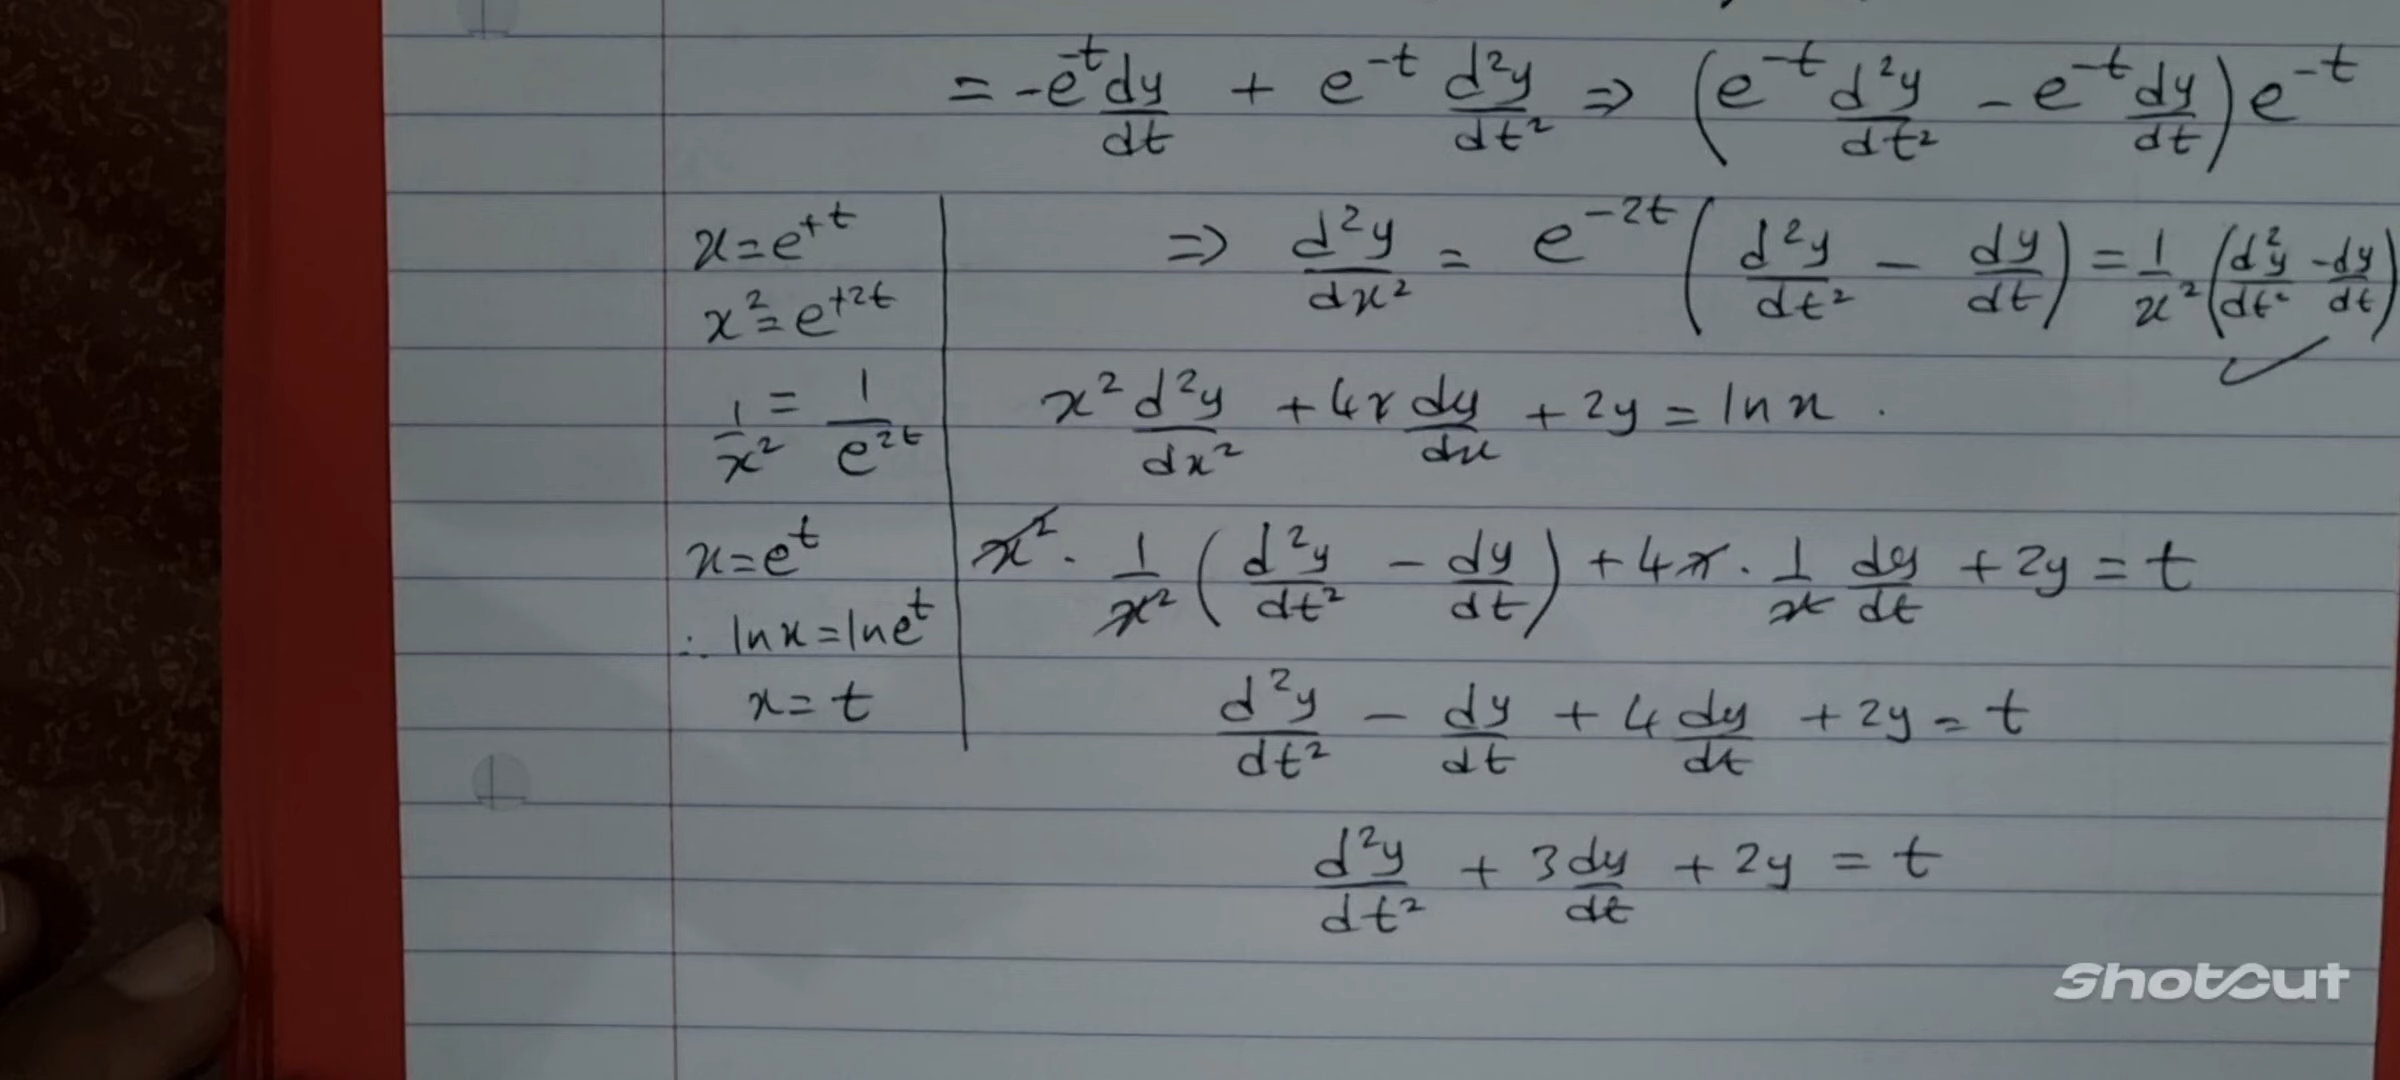 = -e^-t dy/dt + e^-t d²y/dt² ⇒ (e^-t d²y/dt² - e^-t dy/dt) e^-t
x=e^+t
⇒ d²y/dx² = e^-2t (d²y/dt² - dy/dt) = 1/x² (d²y/dt² - dy/dt) ✓
x²=e^+2t
1/x² = 1/e^2t
x² d²y/dx² + 4x dy/dx + 2y = ln x .
x=e^t
x² . 1/x² (d²y/dt² - dy/dt) + 4x . 1/x dy/dt + 2y = t
∴ ln x = ln e^t
x = t
d²y/dt² - dy/dt + 4 dy/dt + 2y = t
d²y/dt² + 3 dy/dt + 2y = t
ShotCut